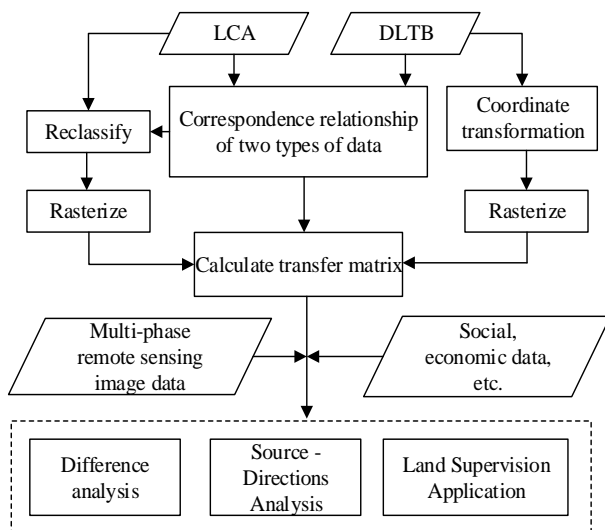 LCA
DLTB
Reclassify
Correspondence relationship
of two types of data
Coordinate
transformation
Rasterize
Rasterize
Calculate transfer matrix
Multi-phase
remote sensing
image data
Social,
economic data,
etc.
Difference
analysis
Source -
Directions
Analysis
Land Supervision
Application